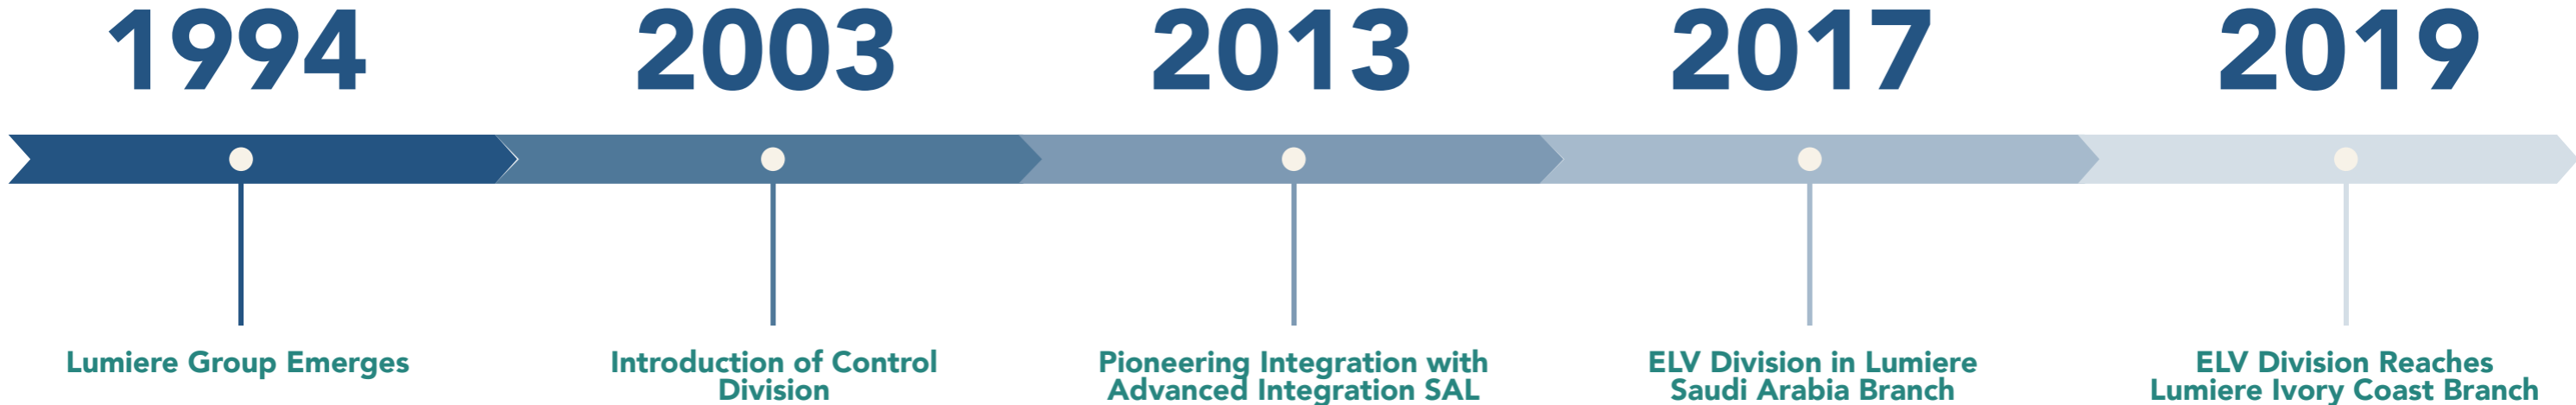 1994
2003
2013
2017
2019
Lumiere Group Emerges
Introduction of Control
Division
Pioneering Integration with
Advanced Integration SAL
ELV Division in Lumiere
Saudi Arabia Branch
ELV Division Reaches
Lumiere Ivory Coast Branch